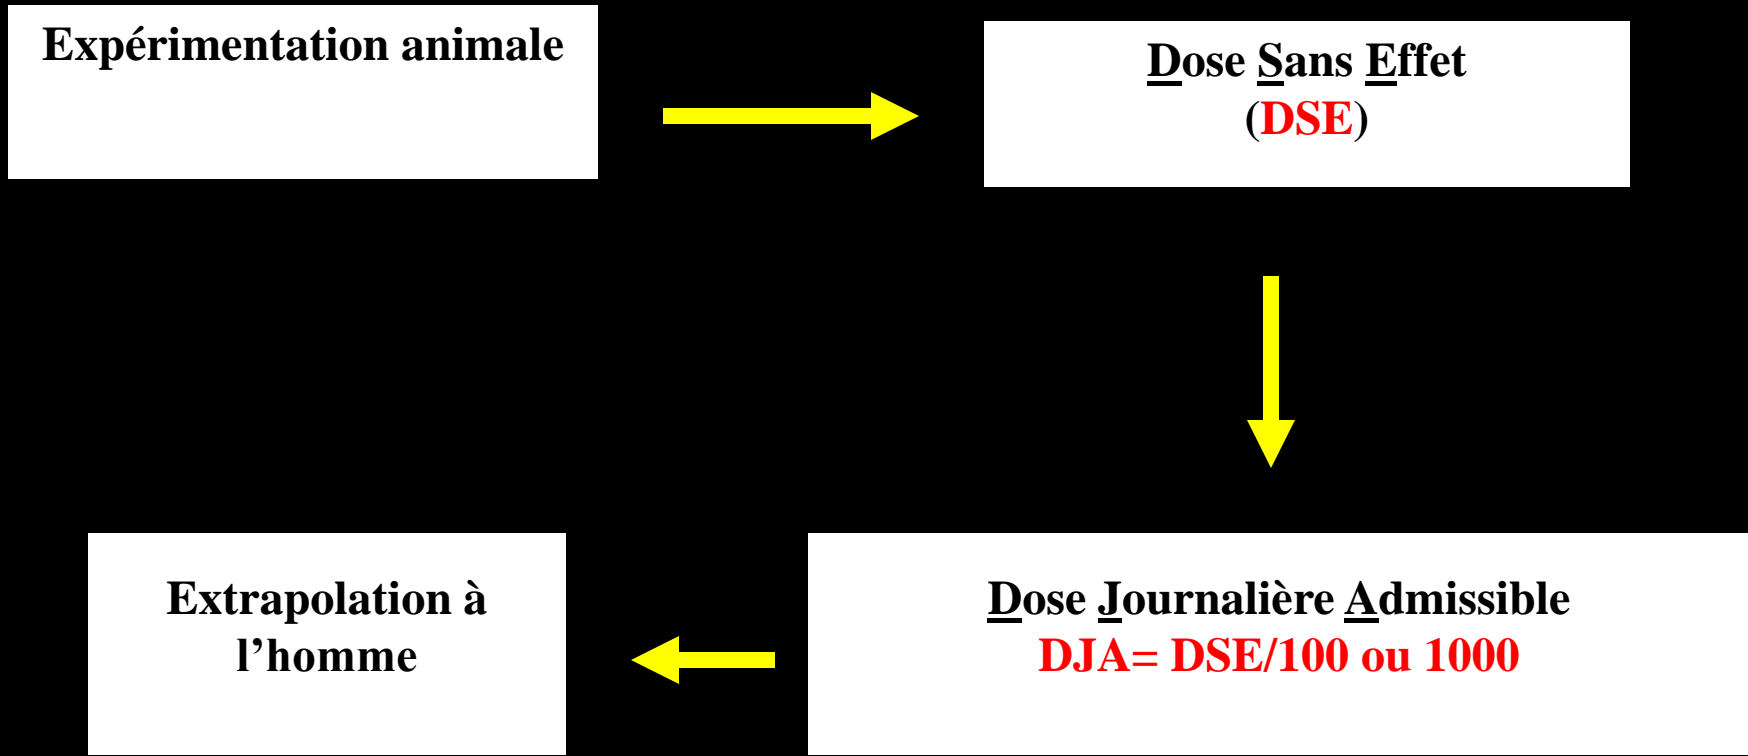 Expérimentation animale
Dose Sans Effet
(DSE)
Dose Journalière Admissible
DJA= DSE/100 ou 1000
Extrapolation à
l’homme